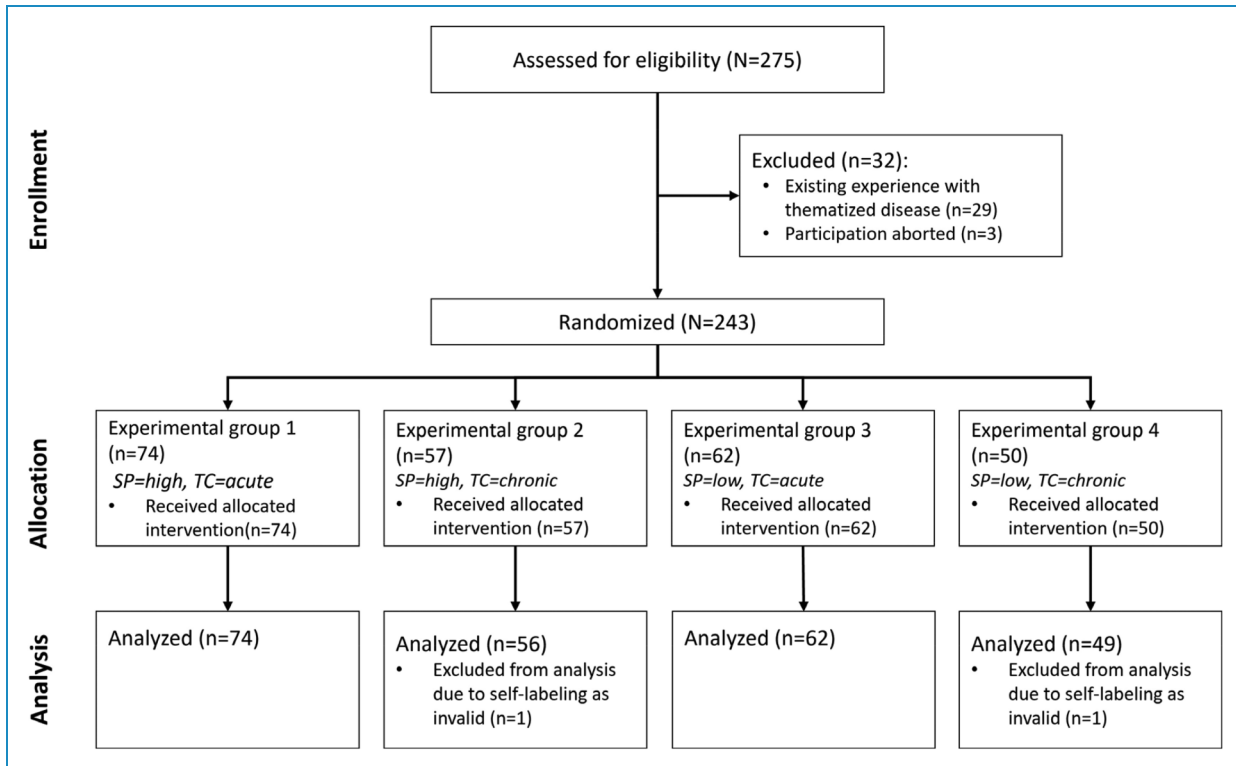 Assessed for eligibility (N=275)
Enrollment
Excluded (n=32):
• Existing experience with
thematized disease (n=29)
• Participation aborted (n=3)
Randomized (N=243)
Allocation
Experimental group 1
(n=74)
SP=high, TC=acute
• Received allocated
intervention(n=74)
Experimental group 2
(n=57)
SP=high, TC=chronic
• Received allocated
intervention (n=57)
Experimental group 3
(n=62)
SP=low, TC=acute
• Received allocated
intervention (n=62)
Experimental group 4
(n=50)
SP=low, TC=chronic
• Received allocated
intervention (n=50)
Analysis
Analyzed (n=74)
Analyzed (n=56)
• Excluded from analysis
due to self-labeling as
invalid (n=1)
Analyzed (n=62)
Analyzed (n=49)
• Excluded from analysis
due to self-labeling as
invalid (n=1)